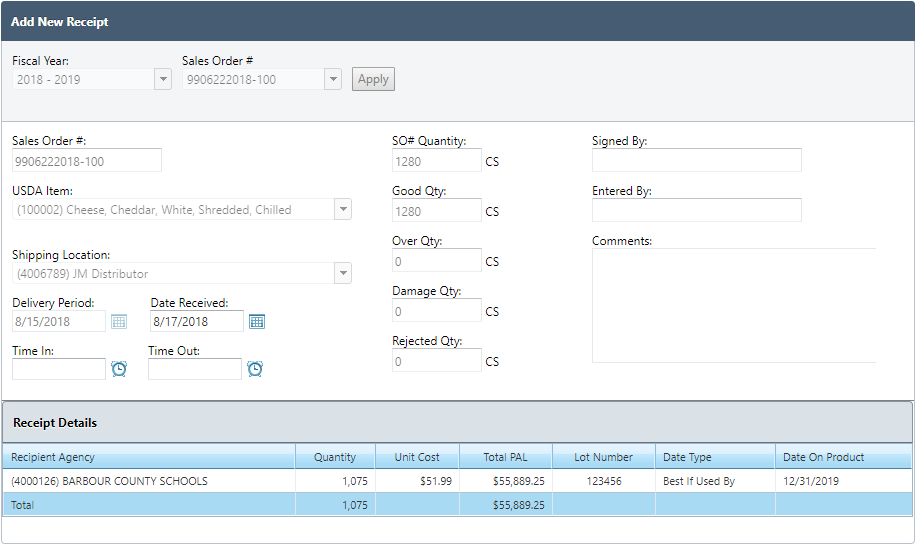 Add New Receipt
Fiscal Year: Sales Order #
2018 - 2019 9906222018-100 Apply
Sales Order #: SO# Quantity: Signed By:
9906222018-100 1280 CS
USDA Item: Good Qty: Entered By:
(100002) Cheese, Cheddar, White, Shredded, Chilled 1280 CS
Over Qty: Comments:
Shipping Location: 0 CS
(4006789) JM Distributor
Damage Qty:
Delivery Period: Date Received: 0 CS
8/15/2018 8/17/2018
Rejected Qty:
Time In: Time Out: 0 CS
Receipt Details
Recipient Agency Quantity Unit Cost Total PAL Lot Number Date Type Date On Product
(4000126) BARBOUR COUNTY SCHOOLS 1,075 $51.99 $55,889.25 123456 Best If Used By 12/31/2019
Total 1,075 $55,889.25